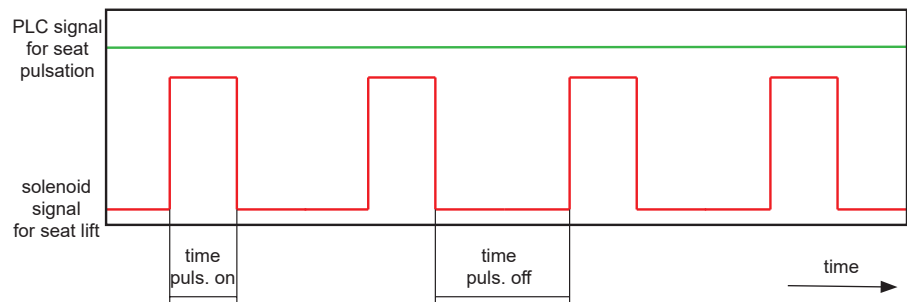 PLC signal
for seat
pulsation
solenoid
signal
for seat lift
time
puls. on
time
puls. off
time